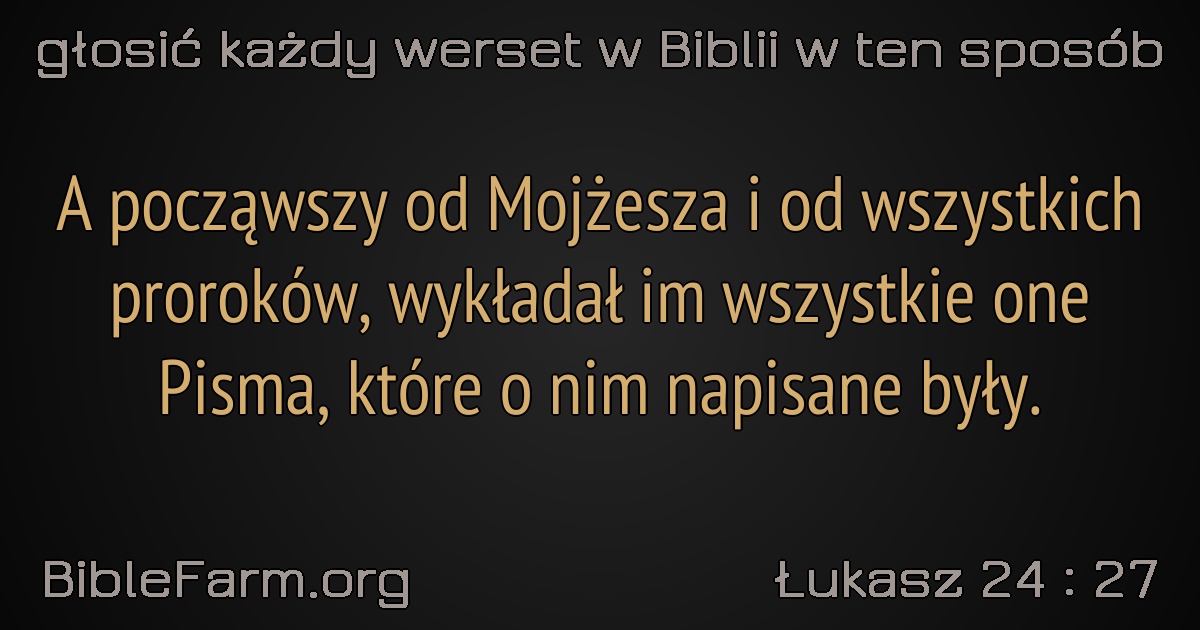 głosić każdy werset w Biblii w ten sposób
A począwszy od Mojżesza i od wszystkich
proroków, wykładał im wszystkie one
Pisma, które o nim napisane były.
BibleFarm.org
Łukasz 24 : 27